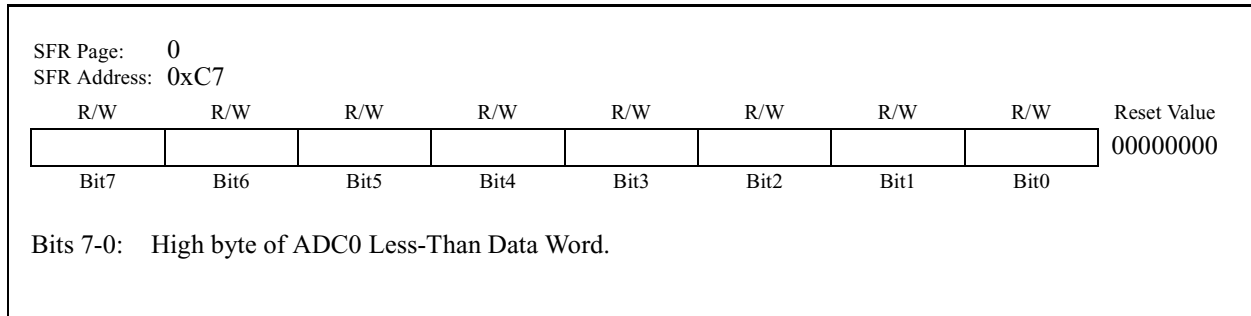 SFR Page: 0
SFR Address: 0xC7
R/W R/W R/W R/W R/W R/W R/W R/W Reset Value
00000000
Bit7 Bit6 Bit5 Bit4 Bit3 Bit2 Bit1 Bit0
Bits 7-0: High byte of ADC0 Less-Than Data Word.